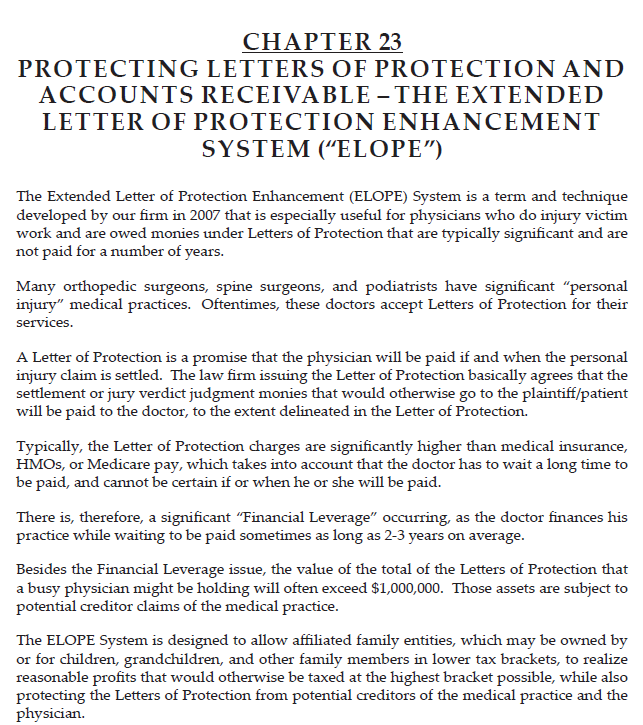 CHAPTER 23
PROTECTING LETTERS OF PROTECTION AND
ACCOUNTS RECEIVABLE – THE EXTENDED
LETTER OF PROTECTION ENHANCEMENT
SYSTEM (“ELOPE”)
The Extended Letter of Protection Enhancement (ELOPE) System is a term and technique
developed by our firm in 2007 that is especially useful for physicians who do injury victim
work and are owed monies under Letters of Protection that are typically significant and are
not paid for a number of years.
Many orthopedic surgeons, spine surgeons, and podiatrists have significant “personal
injury” medical practices.  Oftentimes, these doctors accept Letters of Protection for their
services.
A Letter of Protection is a promise that the physician will be paid if and when the personal
injury claim is settled.  The law firm issuing the Letter of Protection basically agrees that the
settlement or jury verdict judgment monies that would otherwise go to the plaintiff/patient
will be paid to the doctor, to the extent delineated in the Letter of Protection.
Typically, the Letter of Protection charges are significantly higher than medical insurance,
HMOs, or Medicare pay, which takes into account that the doctor has to wait a long time to
be paid, and cannot be certain if or when he or she will be paid.
There is, therefore, a significant “Financial Leverage” occurring, as the doctor finances his
practice while waiting to be paid sometimes as long as 2-3 years on average.
Besides the Financial Leverage issue, the value of the total of the Letters of Protection that
a busy physician might be holding will often exceed $1,000,000.  Those assets are subject to
potential creditor claims of the medical practice.
The ELOPE System is designed to allow affiliated family entities, which may be owned by
or for children, grandchildren, and other family members in lower tax brackets, to realize
reasonable profits that would otherwise be taxed at the highest bracket possible, while also
protecting the Letters of Protection from potential creditors of the medical practice and the
physician.